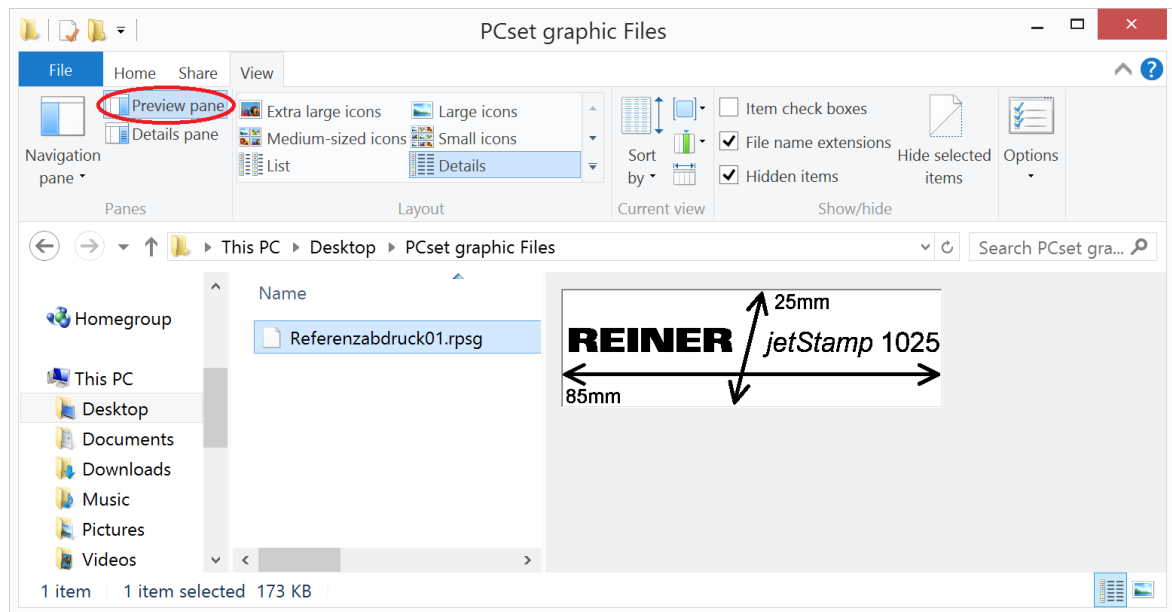 PCset graphic Files
File Home Share View
Preview pane
Details pane
Navigation
pane
Extra large icons Large icons
Medium-sized icons Small icons
List Details
Sort
by
Item check boxes
File name extensions
Hidden items
Hide selected
items
Options
Panes Layout Current view Show/hide
This PC Desktop PCset graphic Files
Search PCset gra...
Homegroup
This PC
Desktop
Documents
Downloads
Music
Pictures
Videos
Name
Referenzabdruck01.rpsg
25mm
REINER jetStamp 1025
85mm
1 item 1 item selected 173 KB